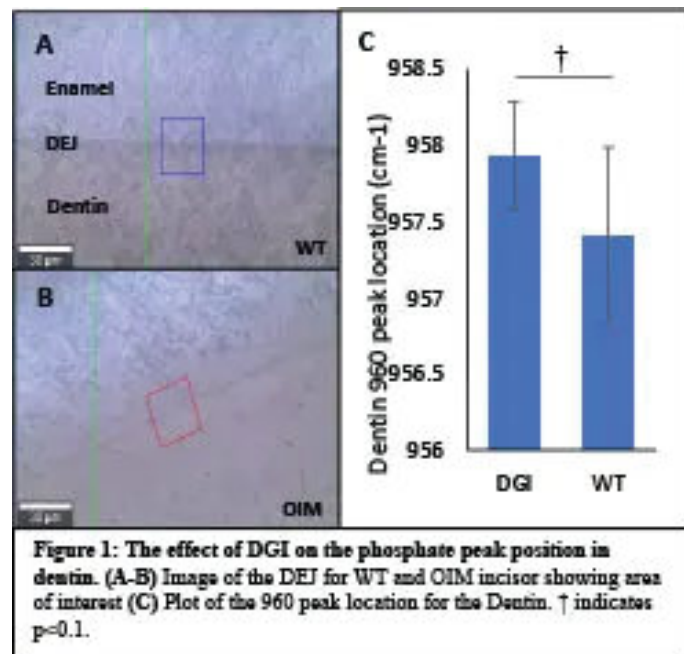 A
Enamel
DEJ
Dentin
WT
B
OIM
C
†
958.5
958
957.5
957
956.5
956
Dentin 960 peak location (cm-1)
DGI WT
Figure 1: The effect of DGI on the phosphate peak position in
dentin. (A-B) Image of the DEJ for WT and OIM incisor showing area
of interest (C) Plot of the 960 peak location for the Dentin. † indicates
p=0.1.